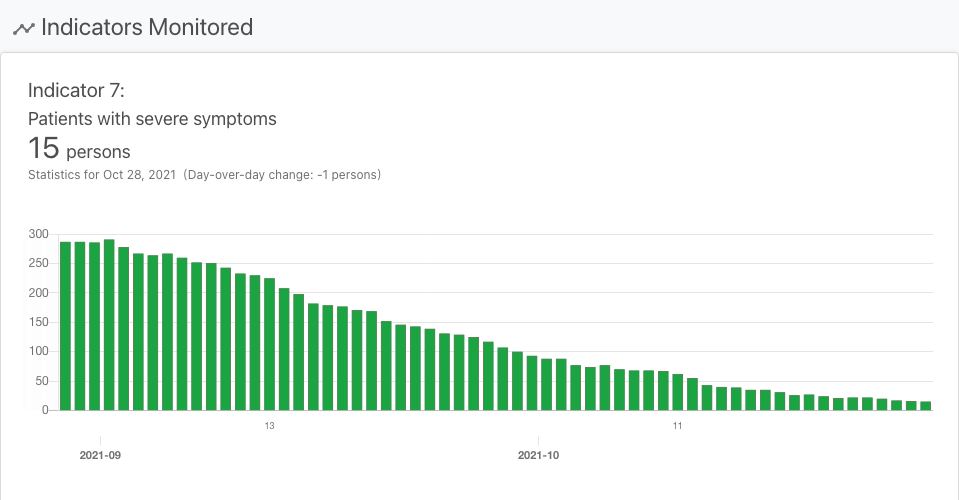 Indicators Monitored
Indicator 7:
Patients with severe symptoms
15 persons
Statistics for Oct 28, 2021 (Day-over-day change: -1 persons)
300
250
200
150
100
50
0
13
11
2021-09
2021-10